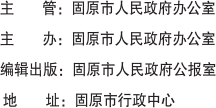 主　　管：固原市人民政府办公室
主　　办：固原市人民政府办公室
编辑出版：固原市人民政府公报室
地　　址：固原市行政中心